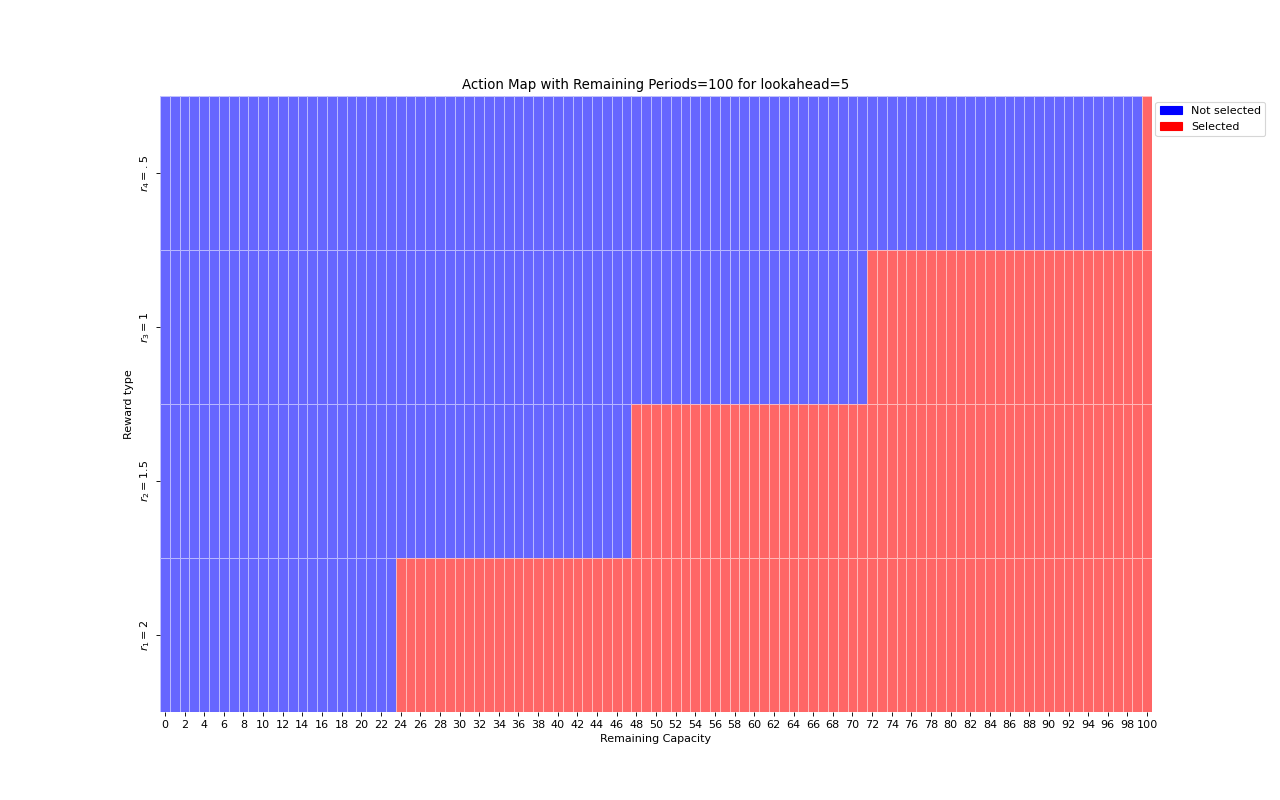 Action Map with Remaining Periods=100 for lookahead=5
Not selected
Selected
r₄ = .5
r₃ = 1
r₂ = 1.5
r₁ = 2
Reward type
0 2 4 6 8 10 12 14 16 18 20 22 24 26 28 30 32 34 36 38 40 42 44 46 48 50 52 54 56 58 60 62 64 66 68 70 72 74 76 78 80 82 84 86 88 90 92 94 96 98 100
Remaining Capacity